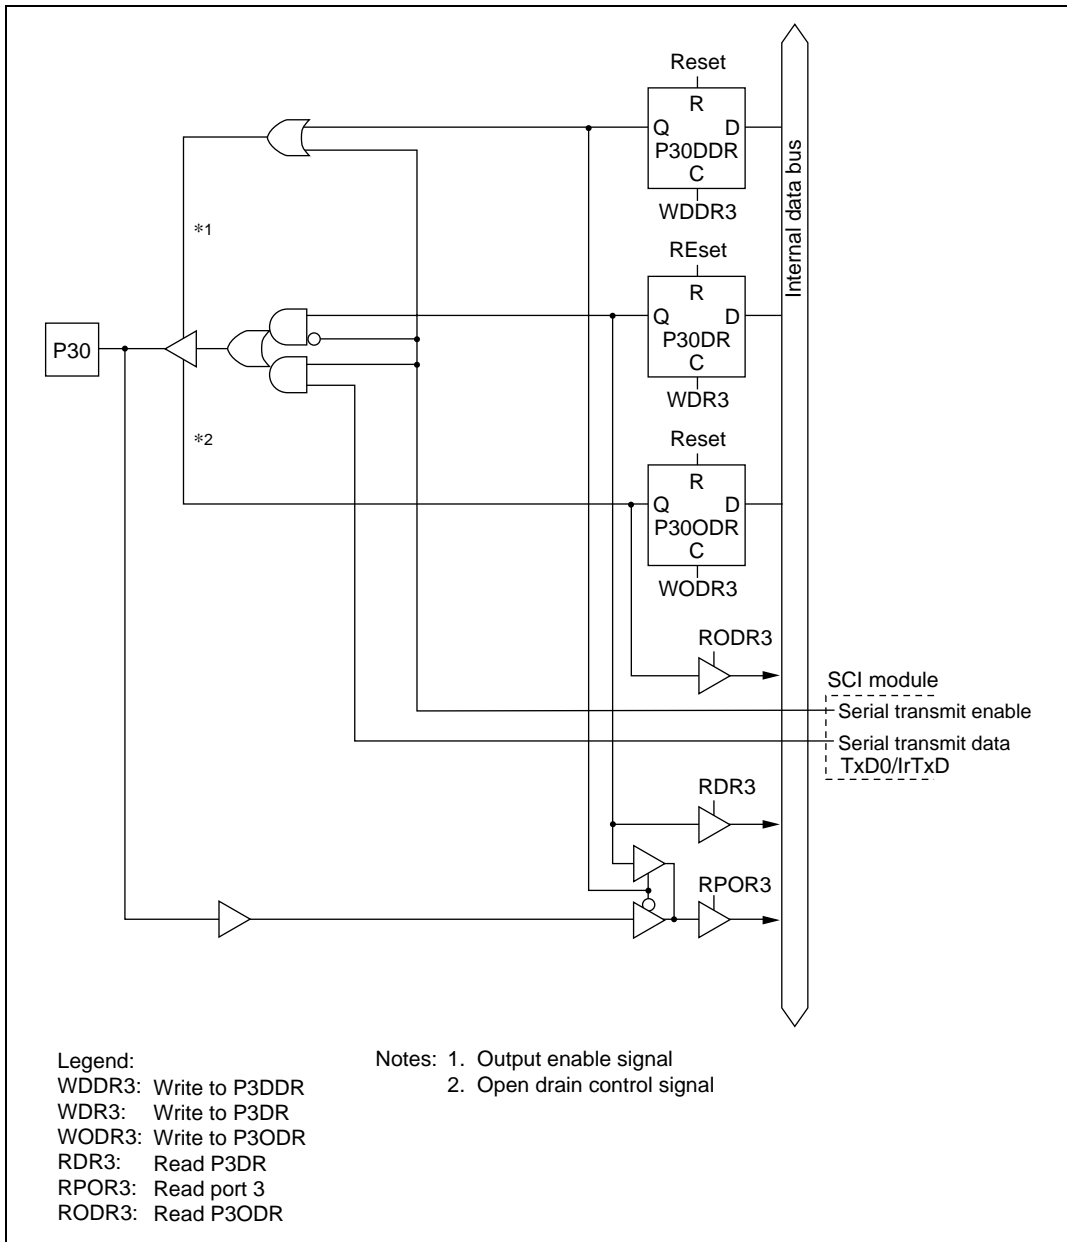 Reset
R
Q D
P30DDR
C
WDDR3
Internal data bus
*1
REset
R
Q D
P30DR
C
WDR3
P30
*2
Reset
R
Q D
P30ODR
C
WODR3
RODR3
SCI module
Serial transmit enable
Serial transmit data
TxD0/IrTxD
RDR3
RPOR3
Legend:
WDDR3: Write to P3DDR
WDR3: Write to P3DR
WODR3: Write to P3ODR
RDR3: Read P3DR
RPOR3: Read port 3
RODR3: Read P3ODR
Notes: 1. Output enable signal
2. Open drain control signal